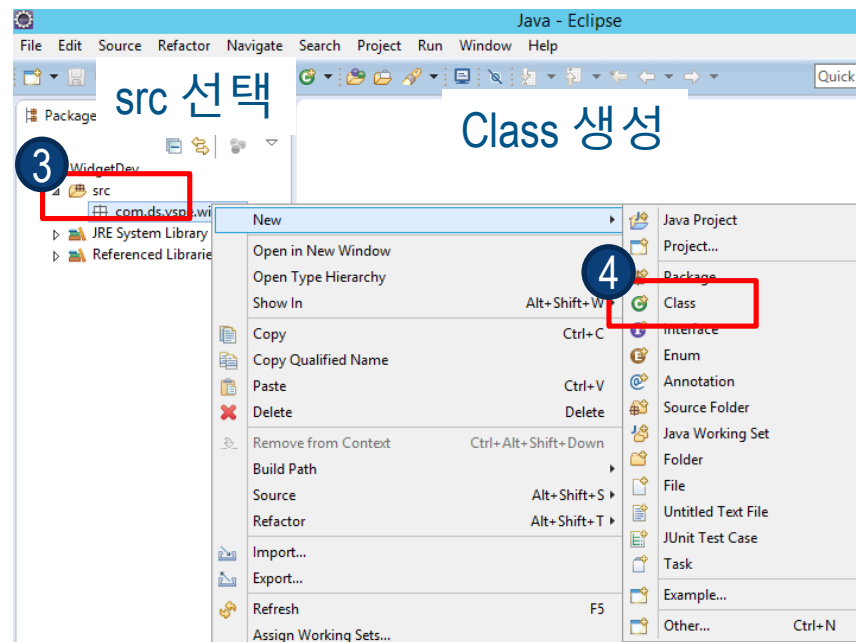 Java - Eclipse
File Edit Source Refactor Navigate Search Project Run Window Help
src 선택
Quick
Package
Class 생성
3
WidgetDev
src
com.ds.vspe.wi
JRE System Library
Referenced Librarie
New
Open in New Window
Open Type Hierarchy
Show In Alt+Shift+W
Copy Ctrl+C
Copy Qualified Name
Paste Ctrl+V
Delete Delete
Remove from Context Ctrl+Alt+Shift+Down
Build Path
Source Alt+Shift+S
Refactor Alt+Shift+T
Import...
Export...
Refresh F5
Assign Working Sets...
4
Java Project
Project...
Package
Class
Interface
Enum
Annotation
Source Folder
Java Working Set
Folder
File
Untitled Text File
JUnit Test Case
Task
Example...
Other... Ctrl+N